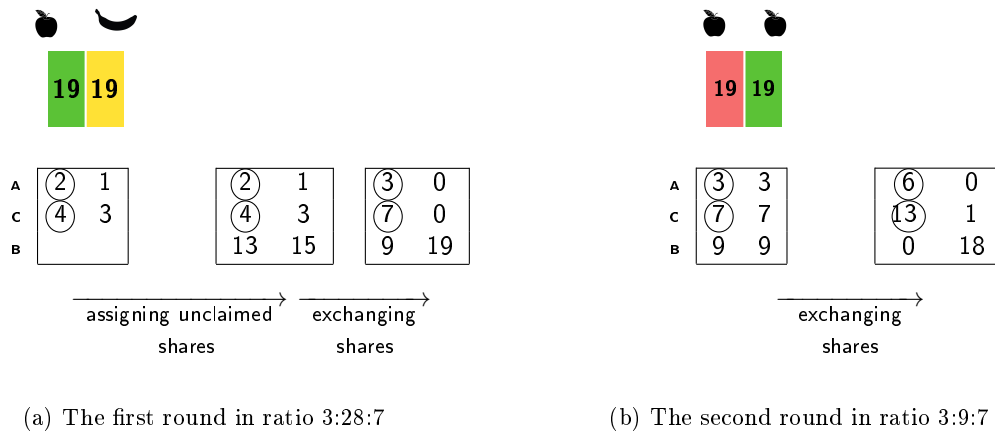 19 19
A 2 1 2 1 3 0
C 4 3 4 3 7 0
B 13 15 9 19
assigning unclaimed exchanging
shares shares
(a) The first round in ratio 3:28:7
19 19
A 3 3 6 0
C 7 7 13 1
B 9 9 0 18
exchanging
shares
(b) The second round in ratio 3:9:7